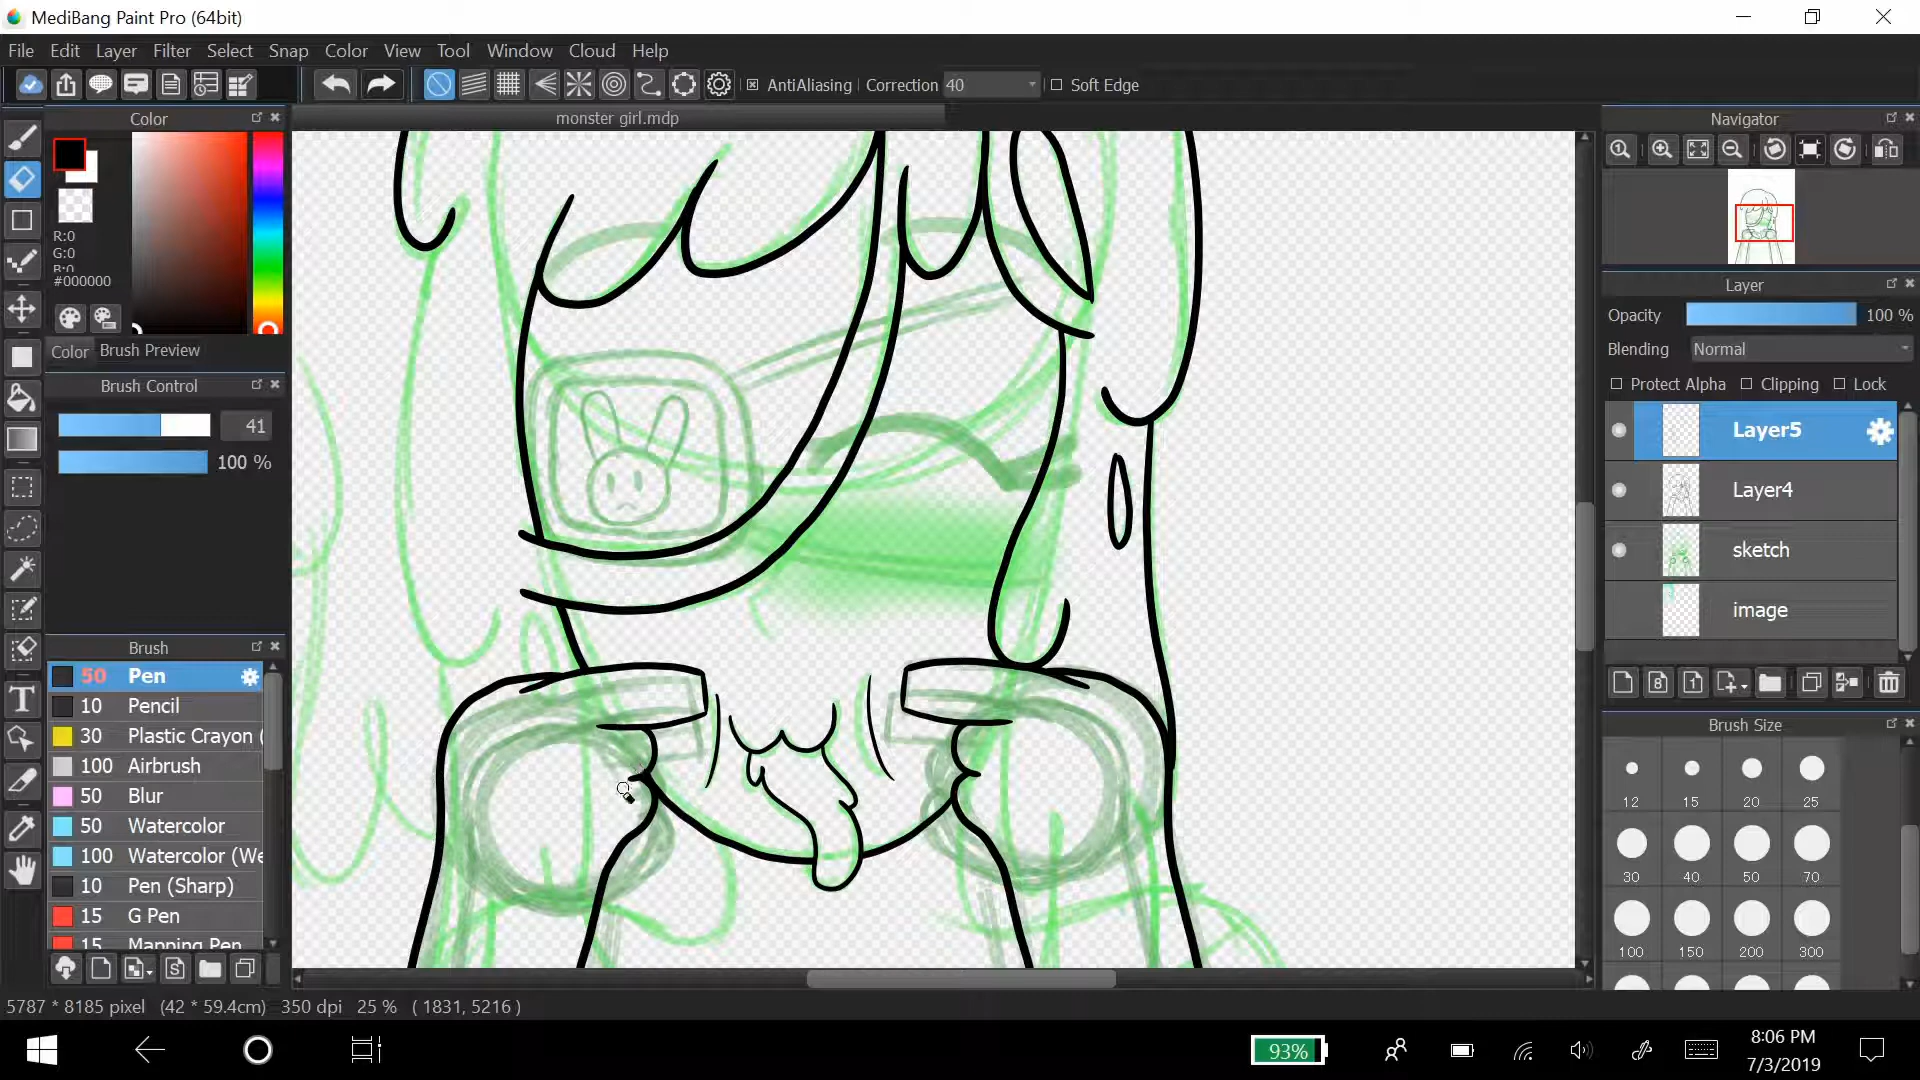 MediBang Paint Pro (64bit)
File Edit Layer Filter Select Snap Color View Tool Window Cloud Help
AntiAliasing Correction 40 Soft Edge
Color
monster girl.mdp
Navigator
R:0
G:0
#000000
Color Brush Preview
Brush Control
41
100 %
Layer
Opacity 100 %
Blending Normal
Protect Alpha Clipping Lock
Layer5
Layer4
sketch
image
Brush
50 Pen
10 Pencil
30 Plastic Crayon (
100 Airbrush
50 Blur
50 Watercolor
100 Watercolor (We
10 Pen (Sharp)
15 G Pen
15 Mapping Pen
Brush Size
12 15 20 25
30 40 50 70
100 150 200 300
5787 * 8185 pixel (42 * 59.4cm) 350 dpi 25 % ( 1831, 5216 )
93%
8:06 PM
7/3/2019